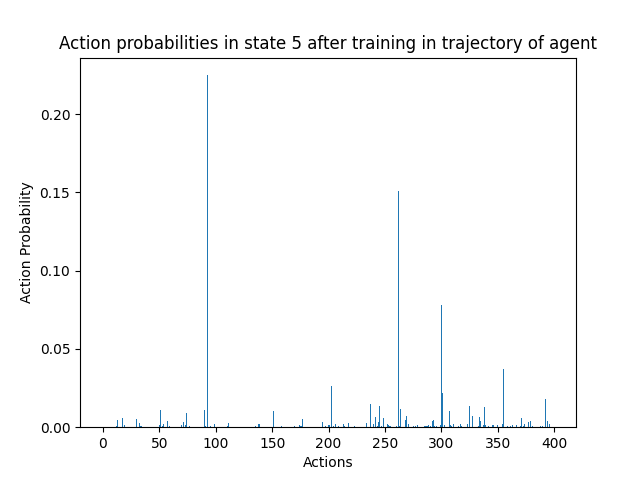 Action probabilities in state 5 after training in trajectory of agent
0.20
0.15
0.10
0.05
0.00
Action Probability
0 50 100 150 200 250 300 350 400
Actions